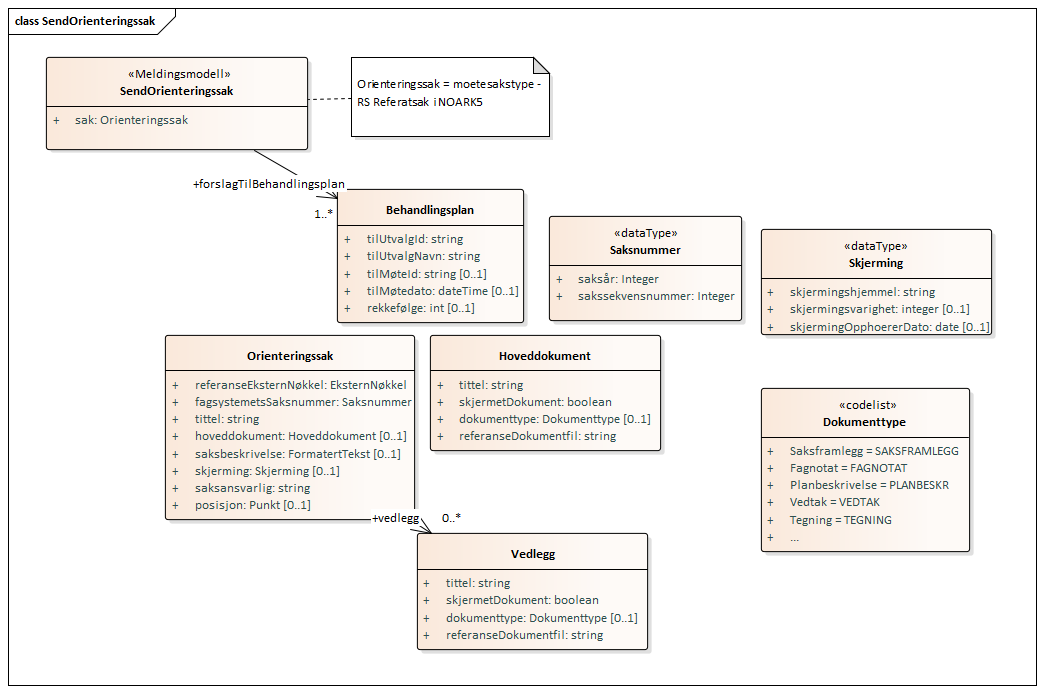 class SendOrienteringssak
«Meldingsmodell»
SendOrienteringssak
+ sak: Orienteringssak
Orienteringssak = moetesakstype -
RS Referatsak i NOARK5
+forslagTilBehandlingsplan
1..*
Behandlingsplan
+ tilUtvalgId: string
+ tilUtvalgNavn: string
+ tilMøteId: string [0..1]
+ tilMøtedato: dateTime [0..1]
+ rekkefølge: int [0..1]
«dataType»
Saksnummer
+ saksår: Integer
+ sakssekvensnummer: Integer
«dataType»
Skjerming
+ skjermingshjemmel: string
+ skjermingsvarighet: integer [0..1]
+ skjermingOpphoererDato: date [0..1]
Orienteringssak
+ referanseEksternNøkkel: EksternNøkkel
+ fagsystemetsSaksnummer: Saksnummer
+ tittel: string
+ hoveddokument: Hoveddokument [0..1]
+ saksbeskrivelse: FormatertTekst [0..1]
+ skjerming: Skjerming [0..1]
+ saksansvarlig: string
+ posisjon: Punkt [0..1]
Hoveddokument
+ tittel: string
+ skjermetDokument: boolean
+ dokumenttype: Dokumenttype [0..1]
+ referanseDokumentfil: string
«codelist»
Dokumenttype
+ Saksframlegg = SAKSFRAMLEGG
+ Fagnotat = FAGNOTAT
+ Planbeskrivelse = PLANBESKR
+ Vedtak = VEDTAK
+ Tegning = TEGNING
+ ...
+vedlegg
0..*
Vedlegg
+ tittel: string
+ skjermetDokument: boolean
+ dokumenttype: Dokumenttype [0..1]
+ referanseDokumentfil: string